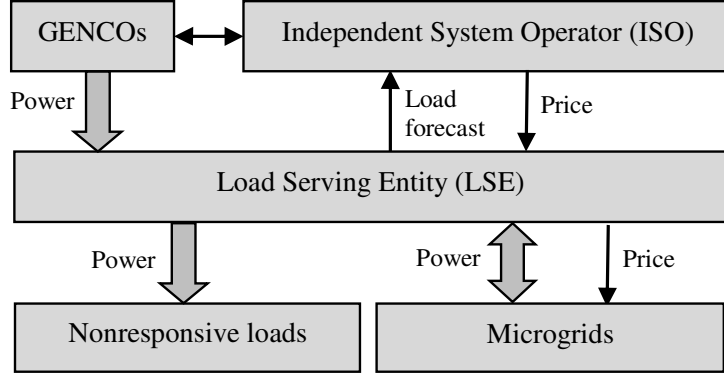 GENCOs
Independent System Operator (ISO)
Power
Load
forecast
Price
Load Serving Entity (LSE)
Power
Power
Price
Nonresponsive loads
Microgrids